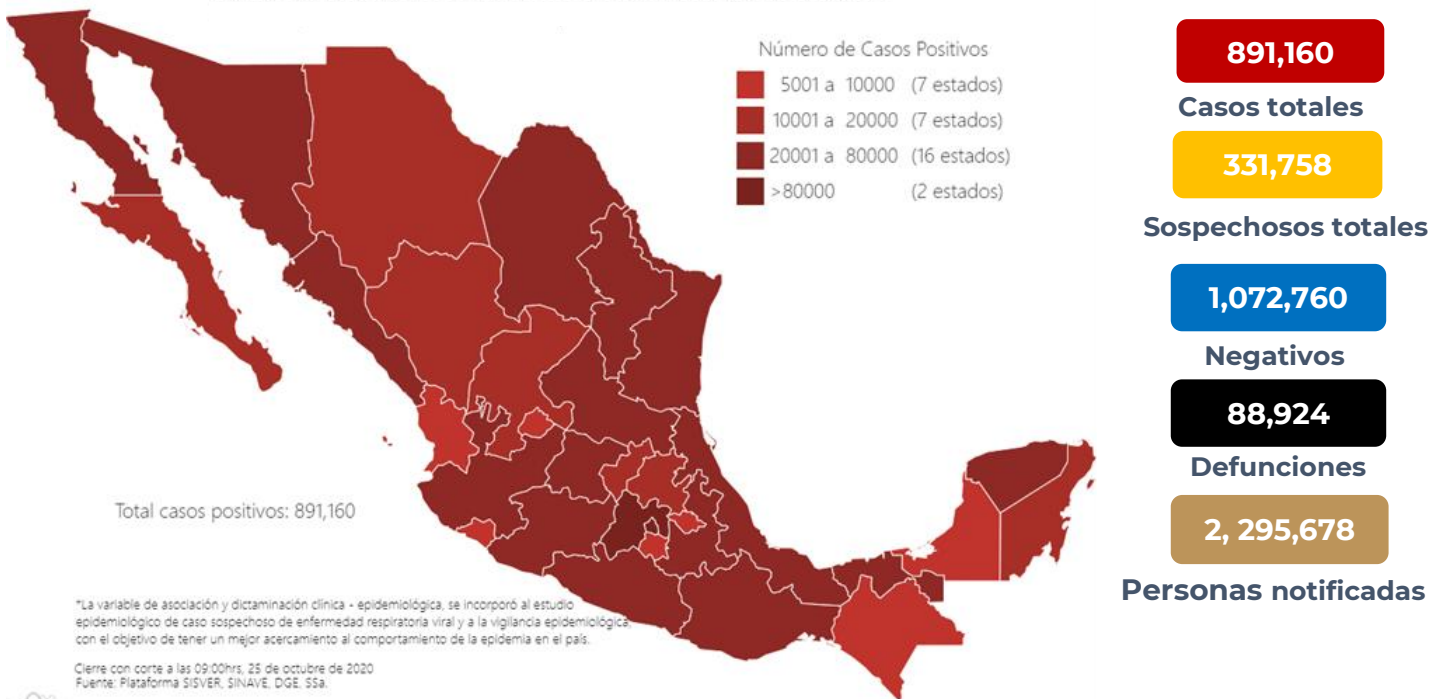 Número de Casos Positivos
5001 a 10000 (7 estados)
10001 a 20000 (7 estados)
20001 a 80000 (16 estados)
>80000 (2 estados)
Total casos positivos: 891,160
*La variable de asociación y dictaminación clínica - epidemiológica, se incorporó al estudio
epidemiológico de caso sospechoso de enfermedad respiratoria viral y a la vigilancia epidemiológica,
con el objetivo de tener un mejor acercamiento al comportamiento de la epidemia en el país.
Cierre con corte a las 09:00hrs, 25 de octubre de 2020
Fuente: Plataforma SISVER, SINAVE, DGE, SSa.
891,160
Casos totales
331,758
Sospechosos totales
1,072,760
Negativos
88,924
Defunciones
2, 295,678
Personas notificadas